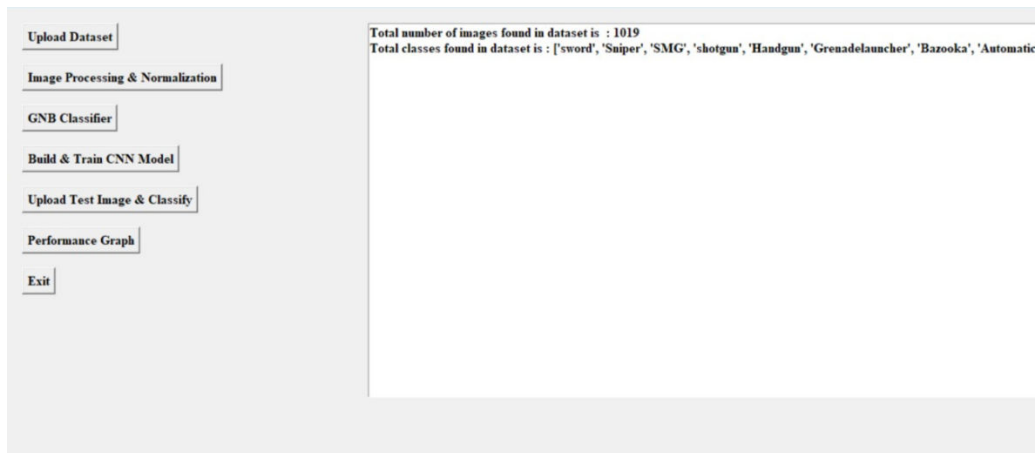 Upload Dataset
Image Processing & Normalization
GNB Classifier
Build & Train CNN Model
Upload Test Image & Classify
Performance Graph
Exit
Total number of images found in dataset is : 1019
Total classes found in dataset is : ['sword', 'Sniper', 'SMG', 'shotgun', 'Handgun', 'Grenadelauncher', 'Bazooka', 'Automatic